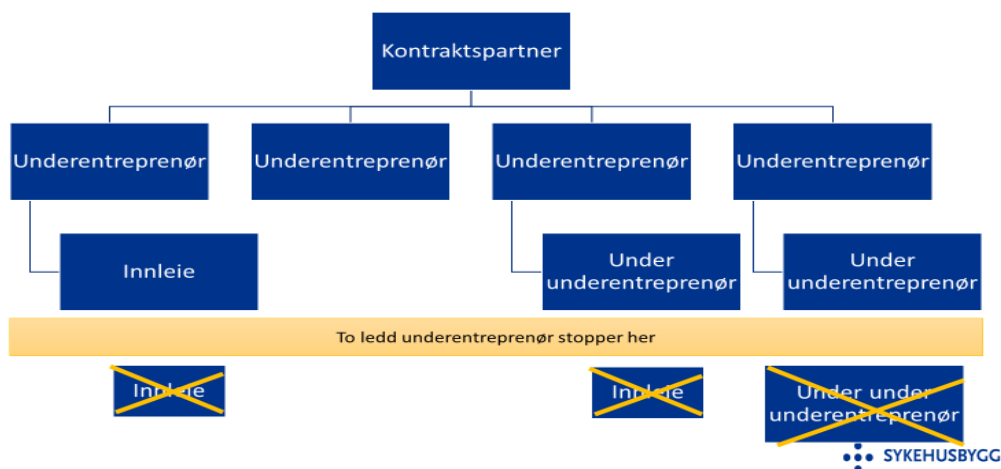 Kontraktspartner
Underentreprenør
Underentreprenør
Underentreprenør
Underentreprenør
Innleie
Under
underentreprenør
Under
underentreprenør
To ledd underentreprenør stopper her
Innleie
Innleie
Under under
underentreprenør
SYKEHUSBYGG